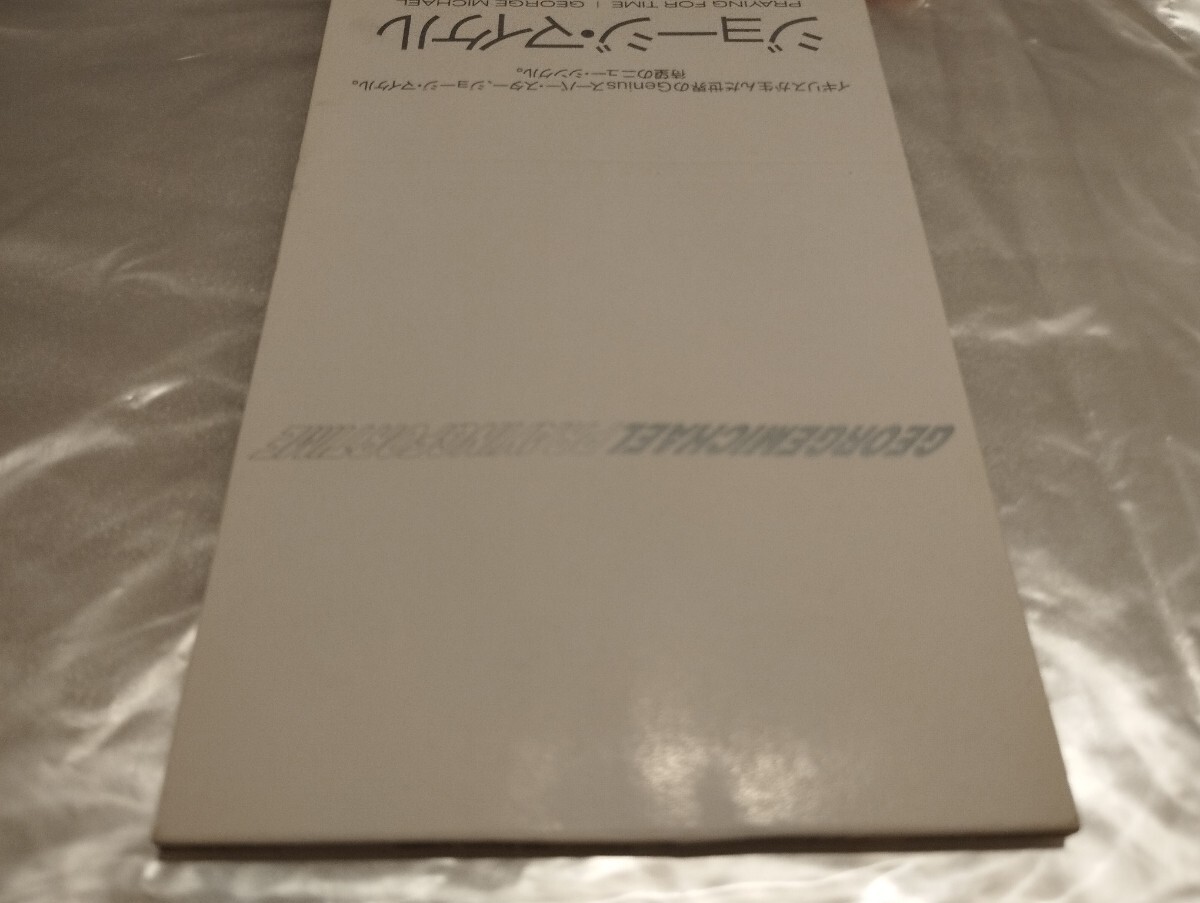 GEORGEMICHAELPRAYINGFORTIME
イギリスが生んだ世界のGeniusスーパー・スター、ジョージ・マイケル。
待望のニュー・シングル。
ジョージ・マイケル
PRAYING FOR TIME | GEORGE MICHAEL